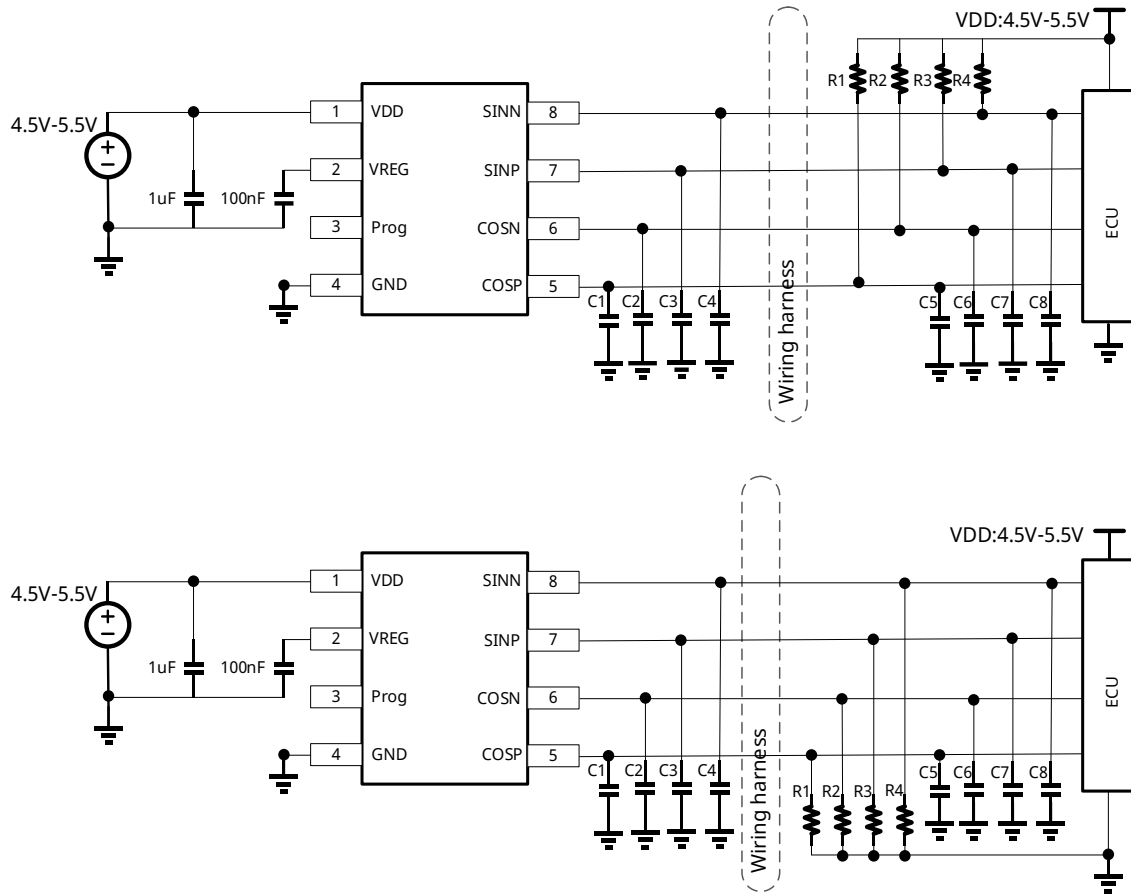 VDD:4.5V-5.5V
R1 R2 R3 R4
4.5V-5.5V
1 VDD SINN 8
2 VREG SINP 7
1uF 100nF
3 Prog COSN 6
4 GND COSP 5
C1 C2 C3 C4
Wiring harness
C5 C6 C7 C8
ECU
VDD:4.5V-5.5V
4.5V-5.5V
1 VDD SINN 8
2 VREG SINP 7
1uF 100nF
3 Prog COSN 6
4 GND COSP 5
C1 C2 C3 C4
Wiring harness
R1 R2 R3 R4
C5 C6 C7 C8
ECU